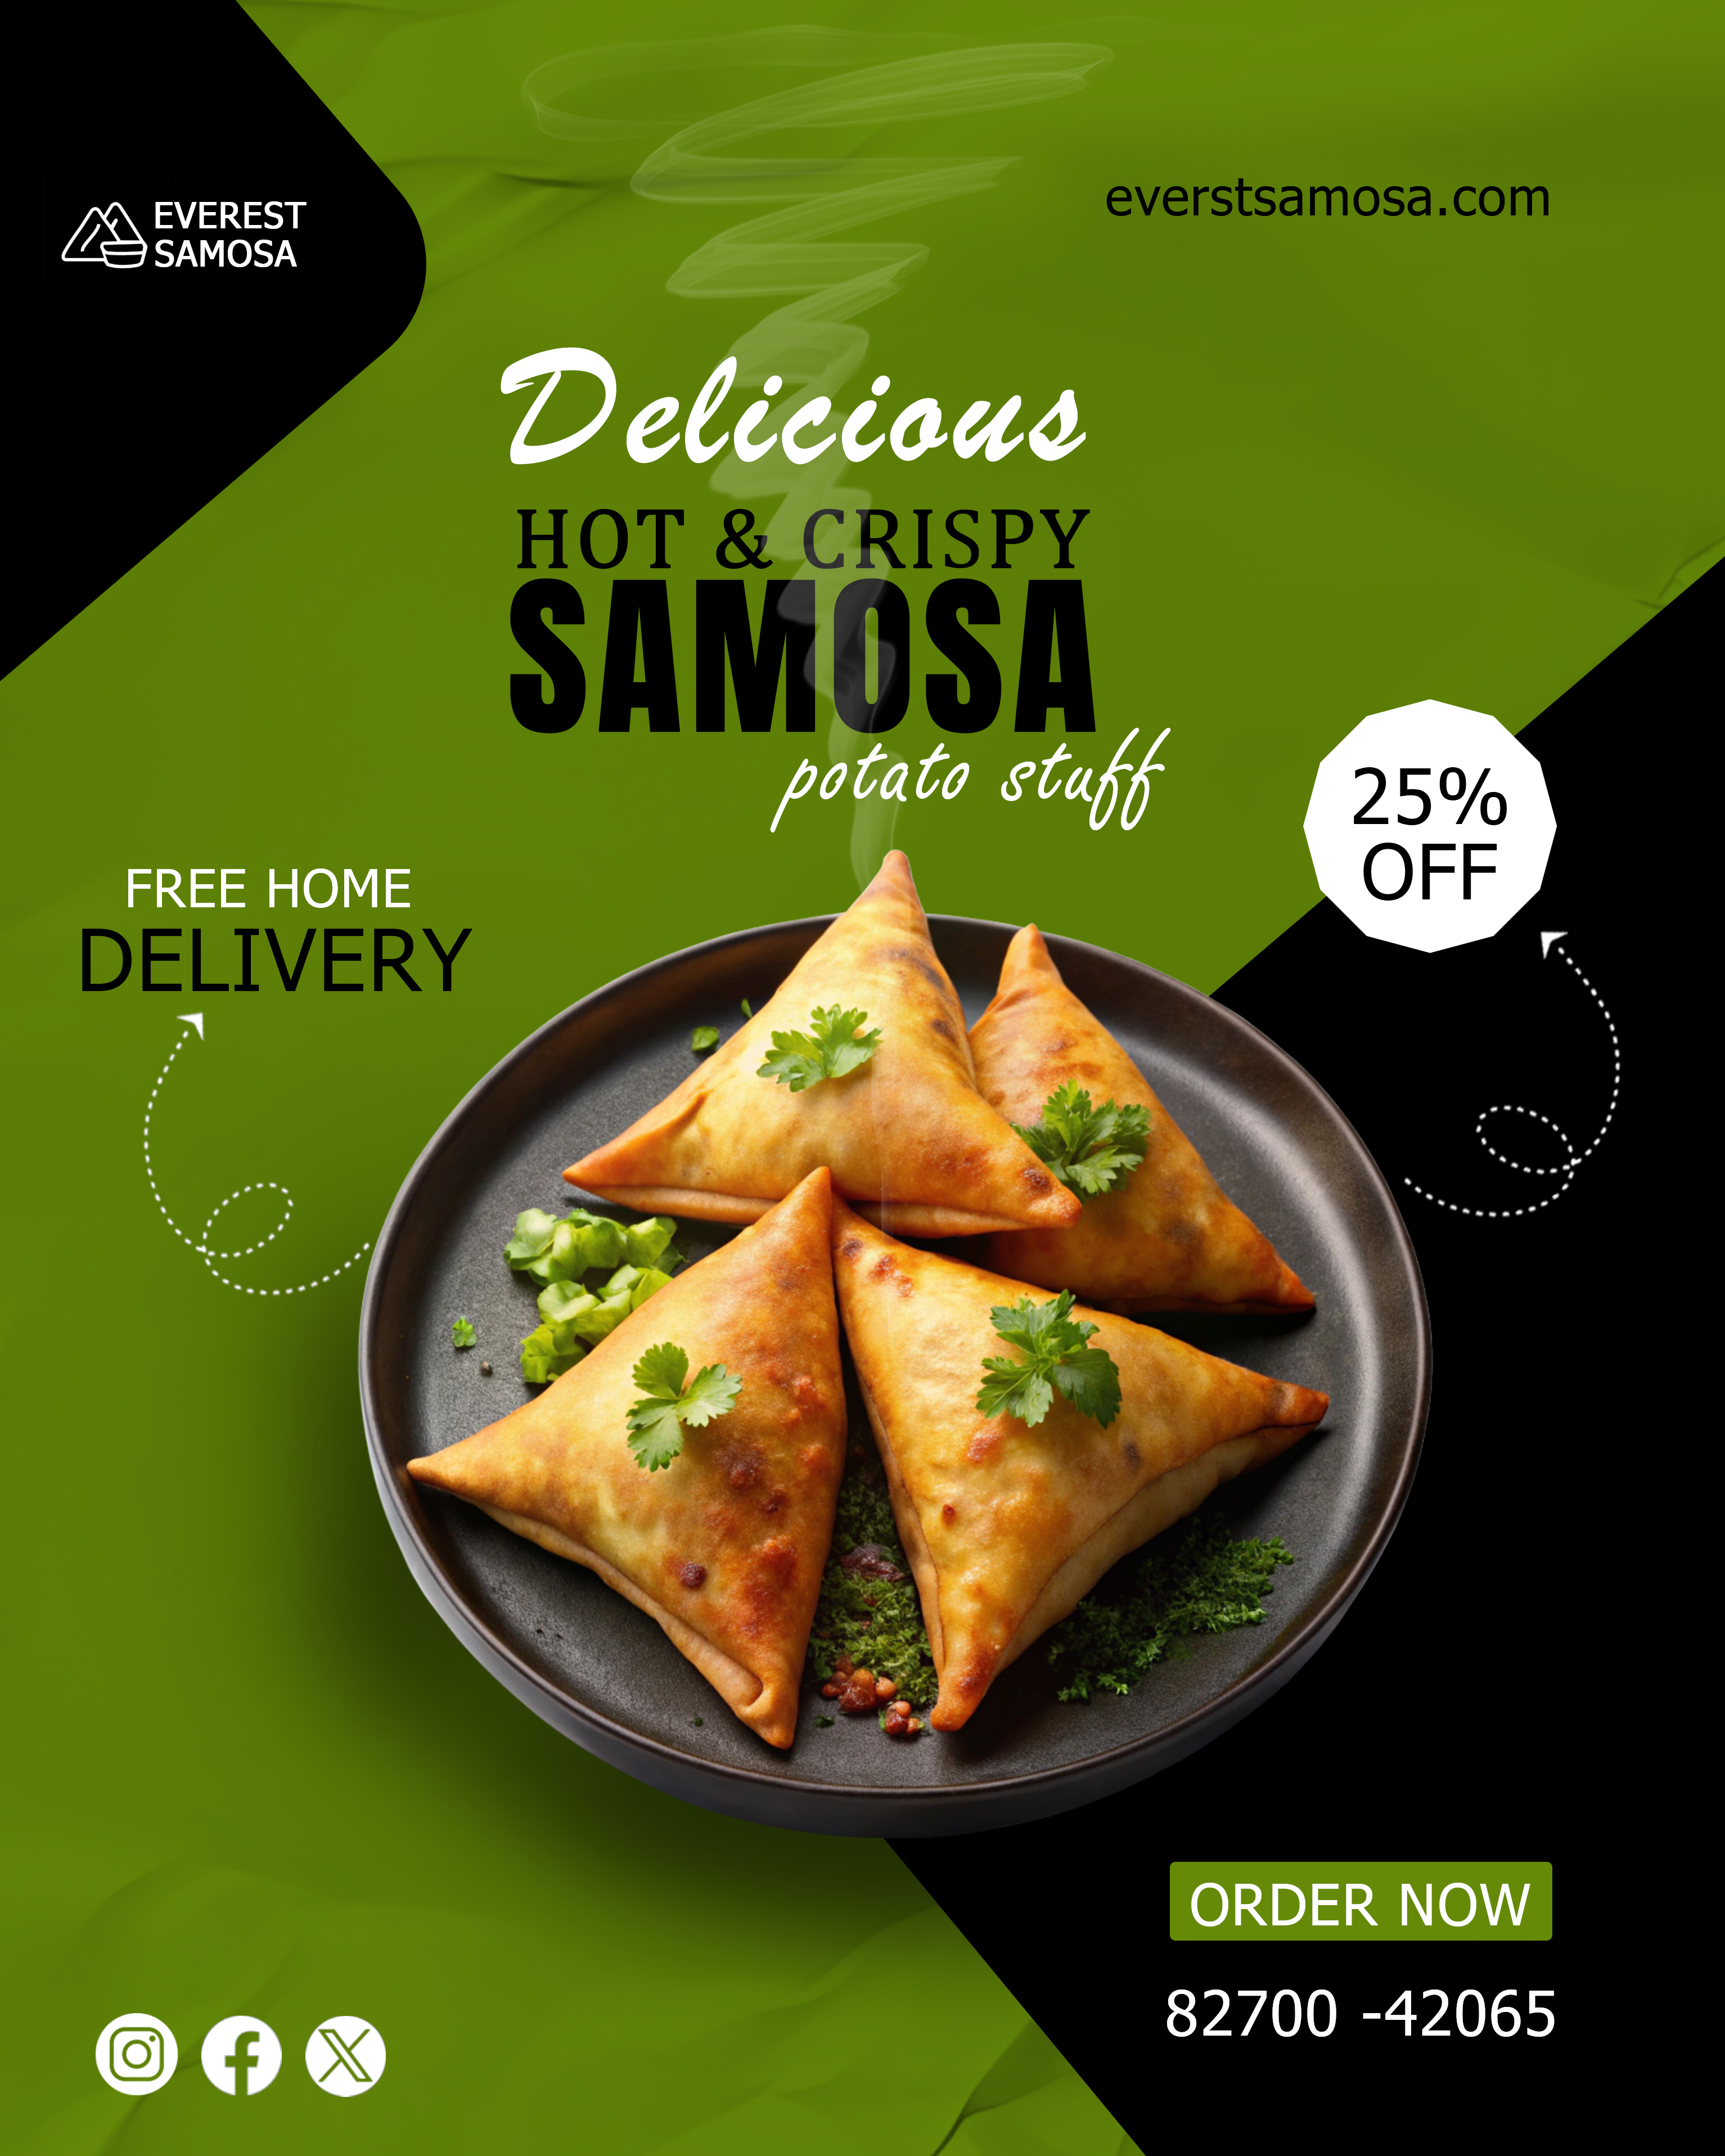 EVEREST
SAMOSA
everstsamosa.com
Delicious
HOT & CRISPY
SAMOSA
potato stuff
25%
OFF
FREE HOME
DELIVERY
ORDER NOW
82700 -42065